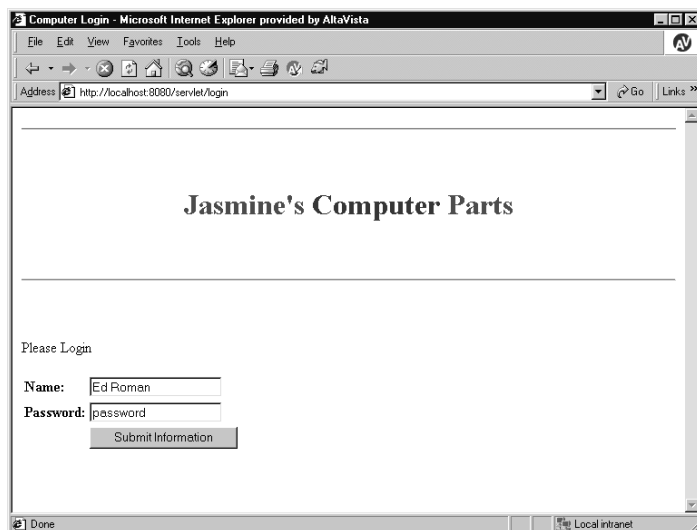 Computer Login - Microsoft Internet Explorer provided by AltaVista
File Edit View Favorites Tools Help
AV
Address http://localhost:8080/servlet/login Go Links »
Jasmine's Computer Parts
Please Login
Name: Ed Roman
Password: password
Submit Information
Done Local intranet